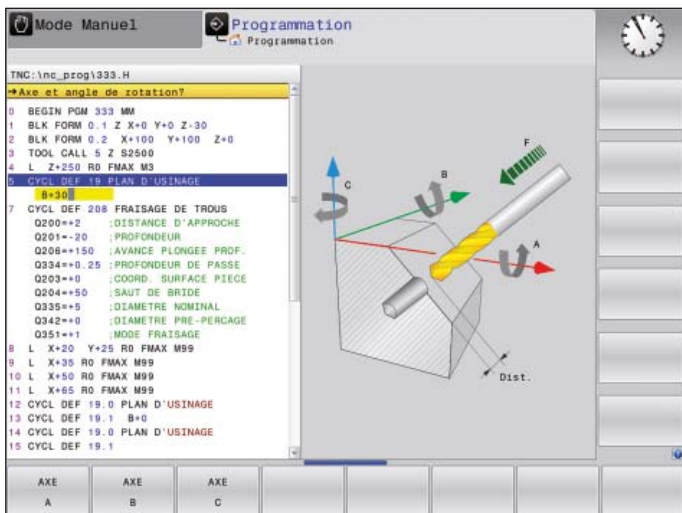 Mode Manuel
Programmation
Programmation
TNC:\nc_prog\333.H
→Axe et angle de rotation?
0 BEGIN PGM 333 MM
1 BLK FORM 0.1 Z X+0 Y+0 Z-30
2 BLK FORM 0.2 X+100 Y+100 Z+0
3 TOOL CALL 5 Z S2500
4 L Z+250 R0 FMAX M3
5 CYCL DEF 19 PLAN D'USINAGE
B+30
7 CYCL DEF 208 FRAISAGE DE TROUS
Q200=+2 ;DISTANCE D'APPROCHE
Q201=-20 ;PROFONDEUR
Q206=+150 ;AVANCE PLONGEE PROF.
Q334=+0.25 ;PROFONDEUR DE PASSE
Q203=+0 ;COORD. SURFACE PIECE
Q204=+50 ;SAUT DE BRIDE
Q335=+5 ;DIAMETRE NOMINAL
Q342=+0 ;DIAMETRE PRE-PERCAGE
Q351=+1 ;MODE FRAISAGE
8 L X+20 Y+25 R0 FMAX M99
9 L X+35 R0 FMAX M99
10 L X+50 R0 FMAX M99
11 L X+65 R0 FMAX M99
12 CYCL DEF 19.0 PLAN D'USINAGE
13 CYCL DEF 19.1 B+0
14 CYCL DEF 19.0 PLAN D'USINAGE
15 CYCL DEF 19.1
F
B
C
A
Dist.
AXE
A
AXE
B
AXE
C